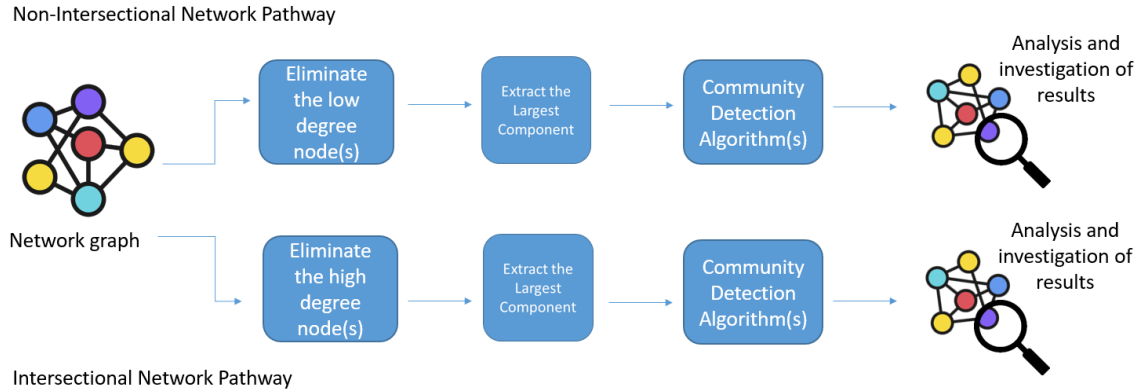 Non-Intersectional Network Pathway
Network graph
Eliminate
the low
degree
node(s)
Extract the
Largest
Component
Community
Detection
Algorithm(s)
Analysis and
investigation of
results
Eliminate
the high
degree
node(s)
Extract the
Largest
Component
Community
Detection
Algorithm(s)
Analysis and
investigation of
results
Intersectional Network Pathway